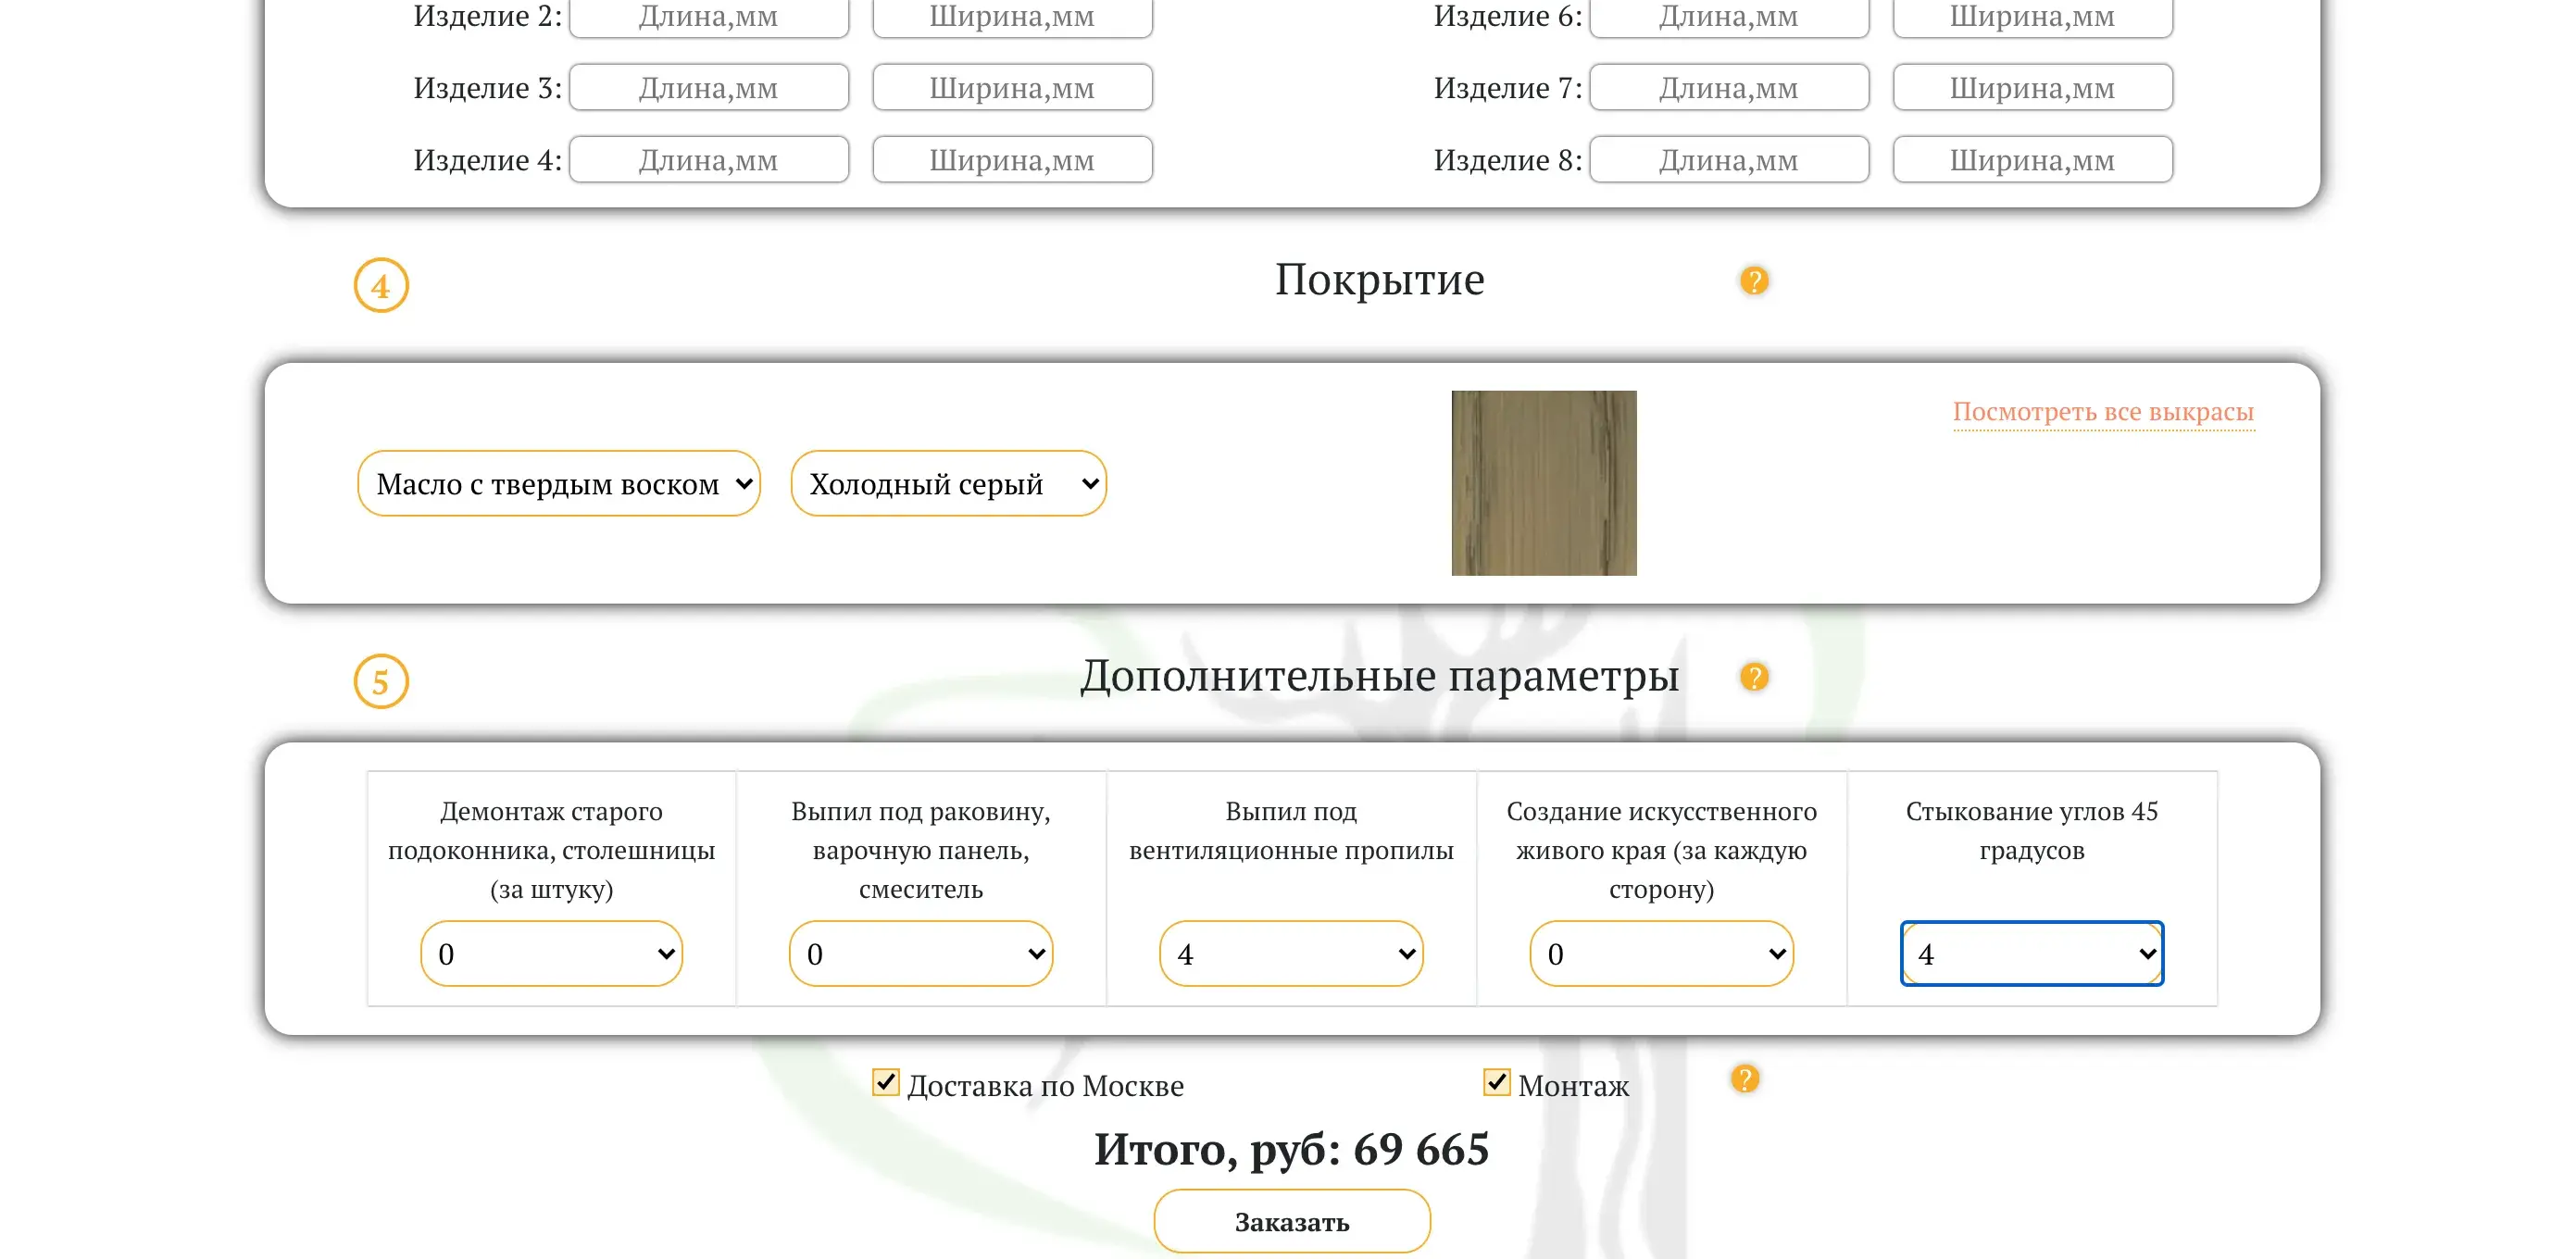 Изделие 2: Длина,мм Ширина,мм Изделие 6: Длина,мм Ширина,мм
Изделие 3: Длина,мм Ширина,мм Изделие 7: Длина,мм Ширина,мм
Изделие 4: Длина,мм Ширина,мм Изделие 8: Длина,мм Ширина,мм
4 Покрытие ?
Посмотреть все выкрасы
Масло с твердым воском Холодный серый
5 Дополнительные параметры ?
Демонтаж старого
подоконника, столешницы
(за штуку)
0
Выпил под раковину,
варочную панель,
смеситель
0
Выпил под
вентиляционные пропилы
4
Создание искусственного
живого края (за каждую
сторону)
0
Стыкование углов 45
градусов
4
Доставка по Москве Монтаж ?
Итого, руб: 69 665
Заказать